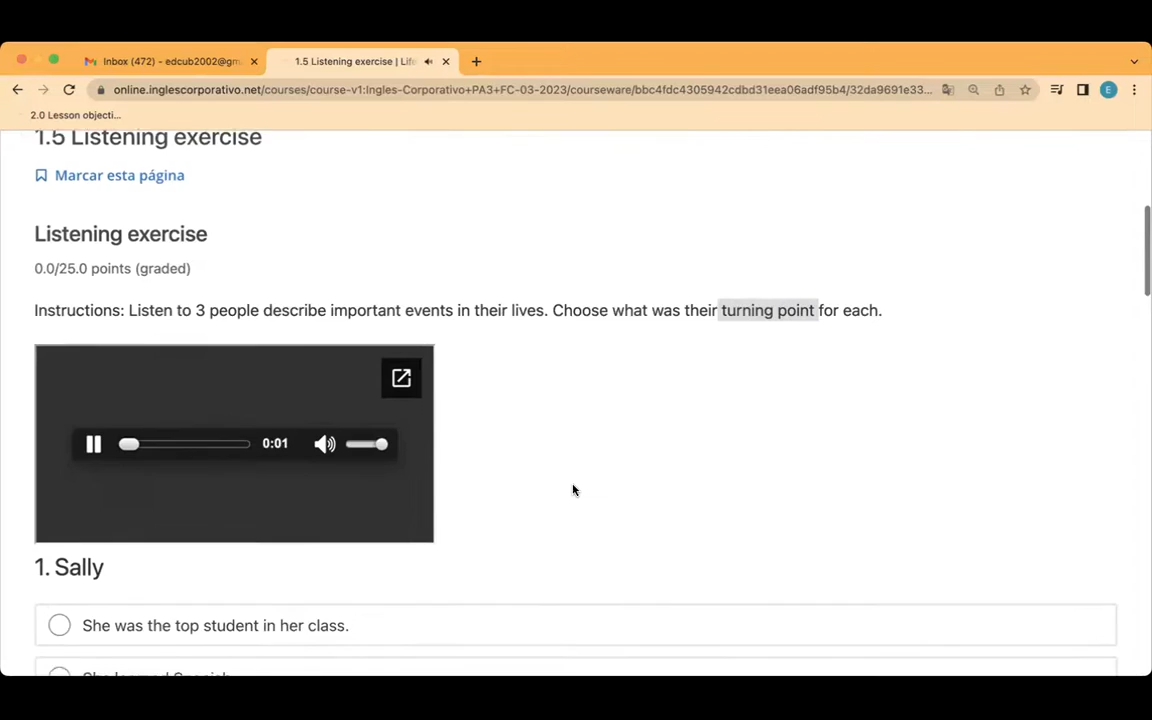 Inbox (472) - edcub2002@gm
1.5 Listening exercise | Life
online.inglescorporativo.net/courses/course-v1:Ingles-Corporativo+PA3+FC-03-2023/courseware/bbc4fdc4305942cdbd31eea06adf95b4/32da9691e33...
E
2.0 Lesson objecti...
1.5 Listening exercise
Marcar esta página
Listening exercise
0.0/25.0 points (graded)
Instructions: Listen to 3 people describe important events in their lives. Choose what was their turning point for each.
0:01
1. Sally
She was the top student in her class.
She learned Spanish